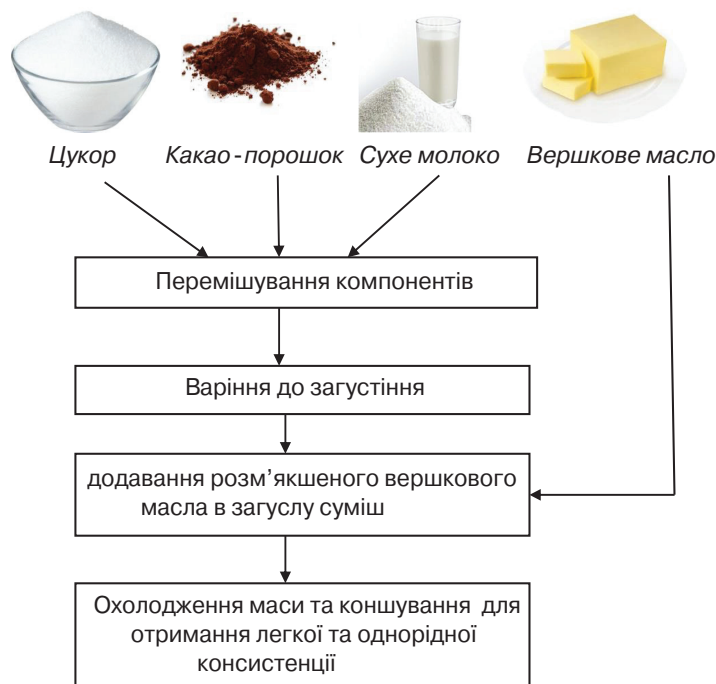 Цукор
Какао-порошок
Сухе молоко
Вершкове масло
Перемішування компонентів
Варіння до загустіння
додавання розм’якшеного вершкового
масла в загуслу суміш
Охолодження маси та коншування для
отримання легкої та однорідної
консистенції